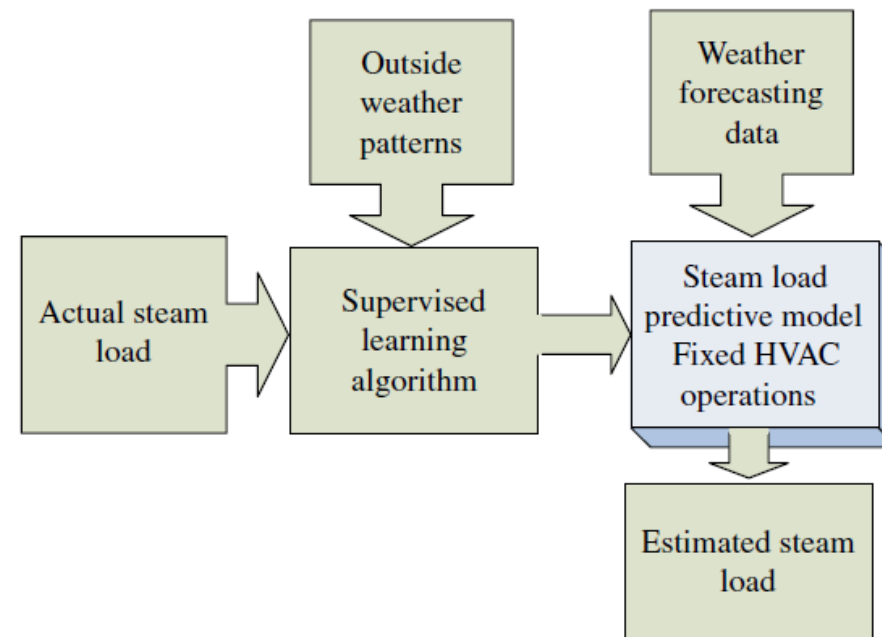 Outside
weather
patterns
Weather
forecasting
data
Actual steam
load
Supervised
learning
algorithm
Steam load
predictive model
Fixed HVAC
operations
Estimated steam
load